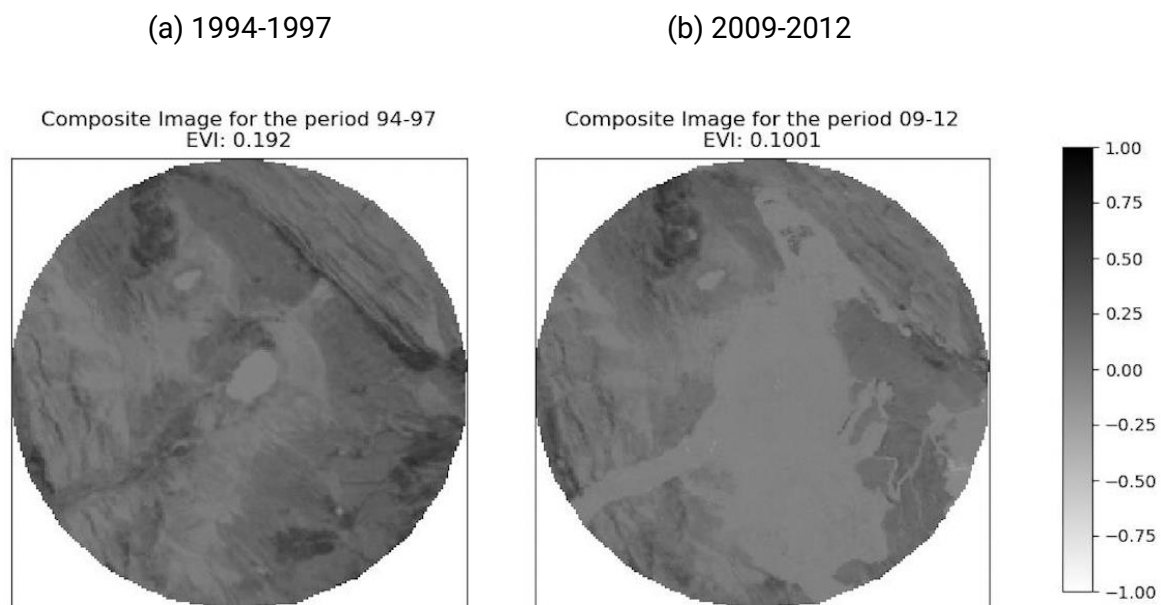 (a) 1994-1997
(b) 2009-2012
Composite Image for the period 94-97
EVI: 0.192
Composite Image for the period 09-12
EVI: 0.1001
1.00
0.75
0.50
0.25
0.00
−0.25
−0.50
−0.75
−1.00